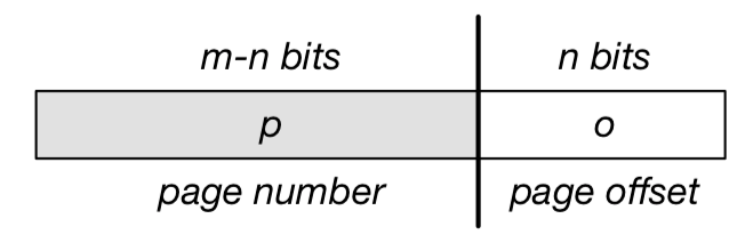 m-n bits n bits
p o
page number page offset